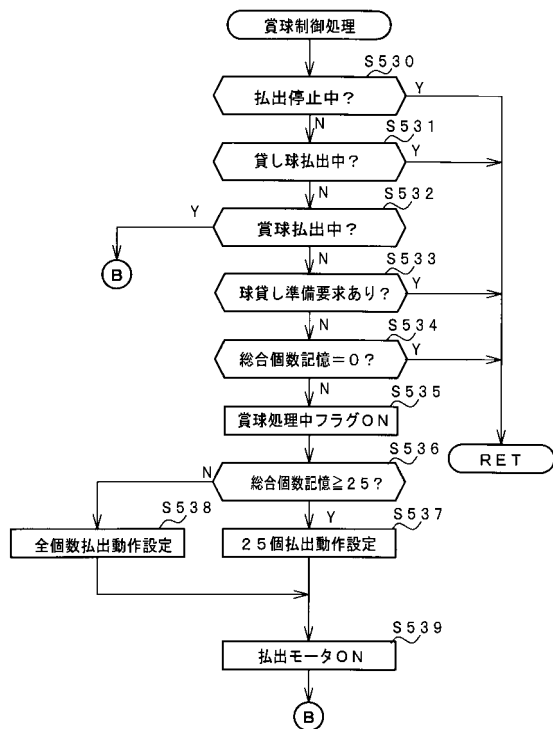 賞球制御処理
S530
払出停止中？
Y
N
S531
貸し球払出中？
Y
N
S532
賞球払出中？
Y
B
N
S533
球貸し準備要求あり？
Y
N
S534
総合個数記憶＝0？
Y
N
S535
賞球処理中フラグON
S536
総合個数記憶≧25？
N
RET
S538
全個数払出動作設定
Y
S537
25個払出動作設定
S539
払出モータON
B